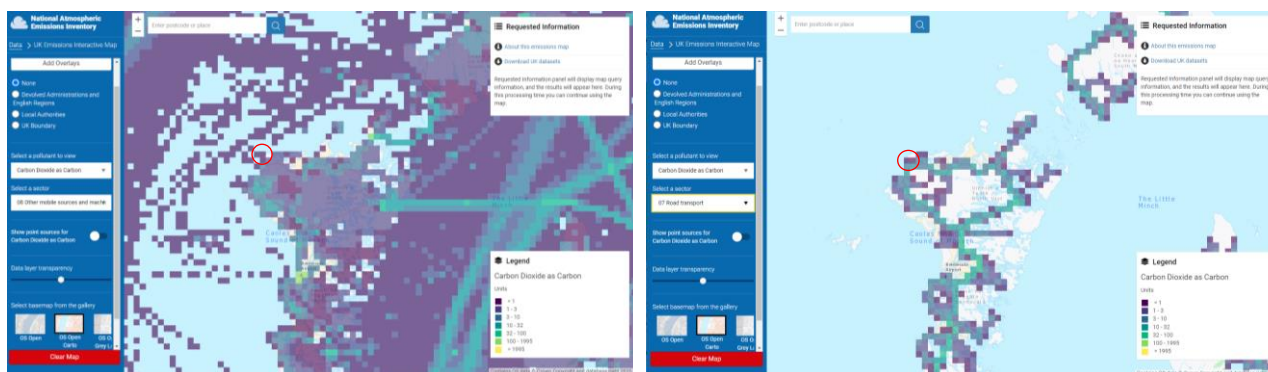 National Atmospheric
Emissions Inventory
Data > UK Emissions Interactive Map
Add Overlays
None
Devolved Administrations and
English Regions
Local Authorities
UK Boundary
Select a pollutant to view
Carbon Dioxide as Carbon
Select a sector
08 Other mobile sources and machin
Show point sources for
Carbon Dioxide as Carbon
Data layer transparency
Select basemap from the gallery
OS Open
OS Open
Carto
OS O
Grey L
Clear Map
+
−
Enter postcode or place
Requested Information
About this emissions map
Download UK datasets
Requested information panel will display map query
information, and the results will appear here. During
this processing time you can continue using the
map.
Legend
Carbon Dioxide as Carbon
Units
< 1
1 - 3
3 - 10
10 - 32
32 - 100
100 - 1995
> 1995
National Atmospheric
Emissions Inventory
Data > UK Emissions Interactive Map
Add Overlays
None
Devolved Administrations and
English Regions
Local Authorities
UK Boundary
Select a pollutant to view
Carbon Dioxide as Carbon
Select a sector
07 Road transport
Show point sources for
Carbon Dioxide as Carbon
Data layer transparency
Select basemap from the gallery
OS Open
OS Open
Carto
OS O
Grey L
Clear Map
+
−
Enter postcode or place
The Little
Minch
Requested Information
About this emissions map
Download UK datasets
Requested information panel will display map query
information, and the results will appear here. During
this processing time you can continue using the
map.
Legend
Carbon Dioxide as Carbon
Units
< 1
1 - 3
3 - 10
10 - 32
32 - 100
100 - 1995
> 1995